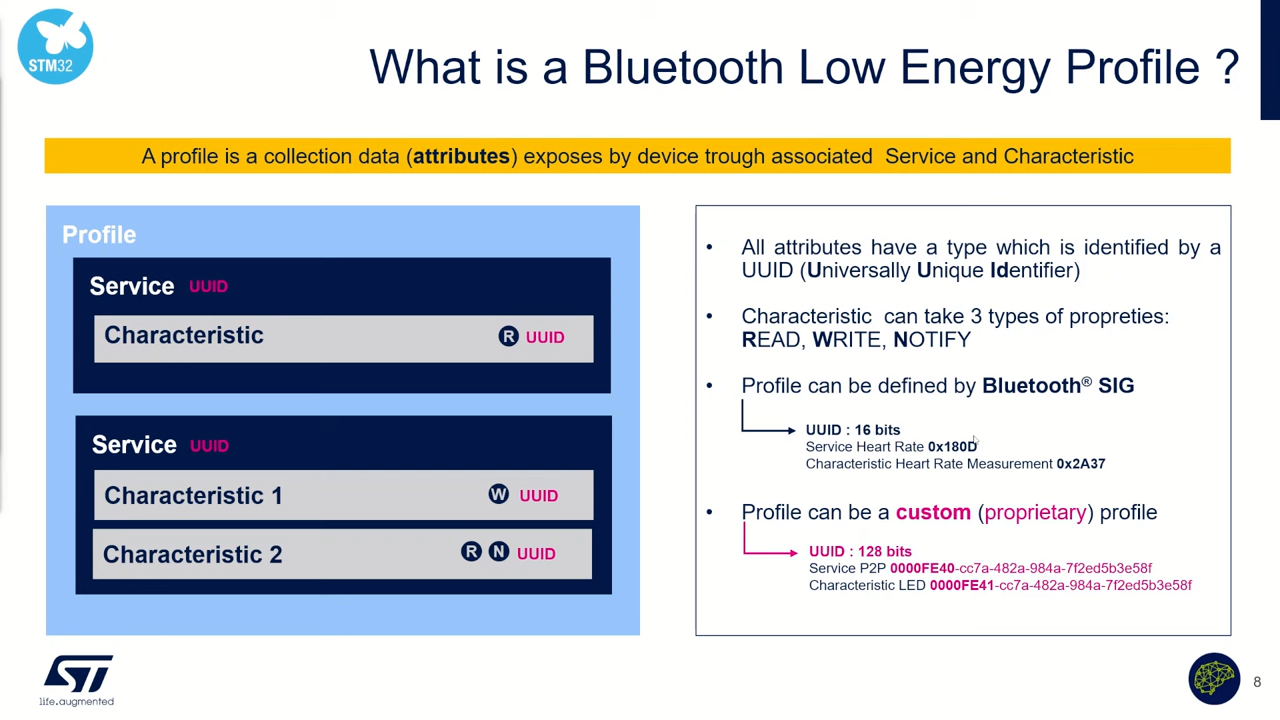 STM32
What is a Bluetooth Low Energy Profile ?
A profile is a collection data (attributes) exposes by device trough associated  Service and Characteristic
Profile
Service UUID
Characteristic R UUID
Service UUID
Characteristic 1 W UUID
Characteristic 2 R N UUID
• All attributes have a type which is identified by a
UUID (Universally Unique Identifier)
• Characteristic  can take 3 types of propreties:
READ, WRITE, NOTIFY
• Profile can be defined by Bluetooth® SIG
UUID : 16 bits
Service Heart Rate 0x180D
Characteristic Heart Rate Measurement 0x2A37
• Profile can be a custom (proprietary) profile
UUID : 128 bits
Service P2P 0000FE40-cc7a-482a-984a-7f2ed5b3e58f
Characteristic LED 0000FE41-cc7a-482a-984a-7f2ed5b3e58f
ST
life.augmented
8